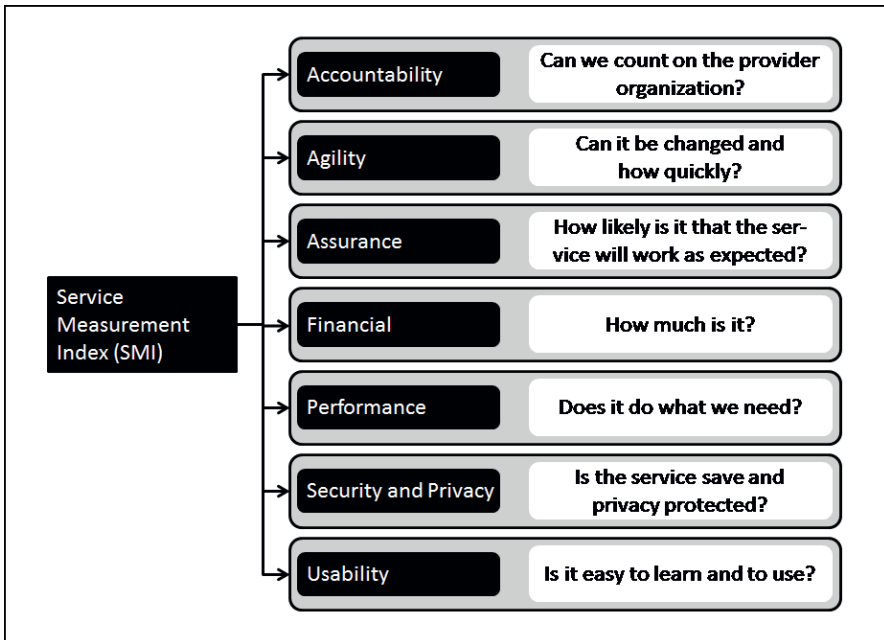 Service
Measurement
Index (SMI)
Accountability
Can we count on the provider
organization?
Agility
Can it be changed and
how quickly?
Assurance
How likely is it that the ser-
vice will work as expected?
Financial
How much is it?
Performance
Does it do what we need?
Security and Privacy
Is the service save and
privacy protected?
Usability
Is it easy to learn and to use?